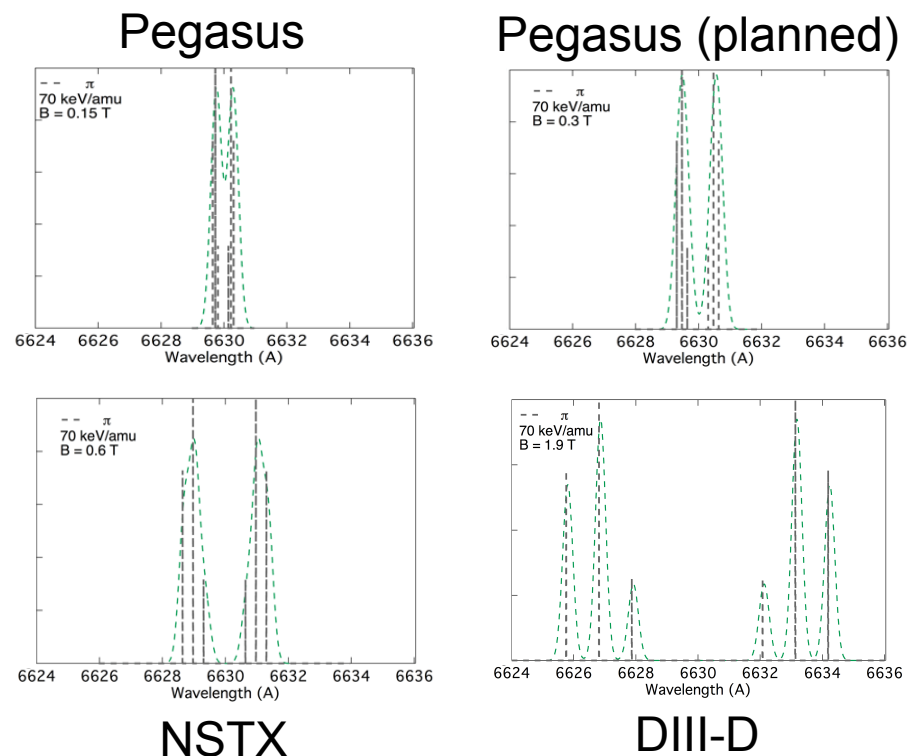 Pegasus
-- π
70 keV/amu
B = 0.15 T
6624 6626 6628 6630 6632 6634 6636
Wavelength (A)
Pegasus (planned)
-- π
70 keV/amu
B = 0.3 T
6624 6626 6628 6630 6632 6634 6636
Wavelength (A)
-- π
70 keV/amu
B = 0.6 T
6624 6626 6628 6630 6632 6634 6636
Wavelength (A)
NSTX
-- π
70 keV/amu
B = 1.9 T
6624 6626 6628 6630 6632 6634 6636
Wavelength (A)
DIII-D